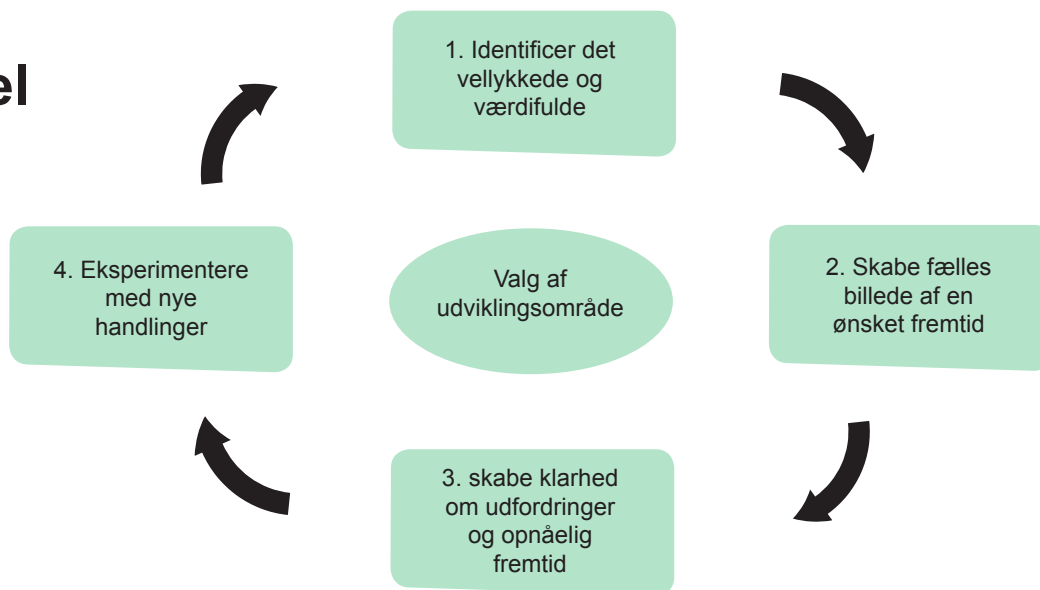 el
1. Identificer det
vellykkede og
værdifulde
2. Skabe fælles
billede af en
ønsket fremtid
3. skabe klarhed
om udfordringer
og opnåelig
fremtid
4. Eksperimentere
med nye
handlinger
Valg af
udviklingsområde